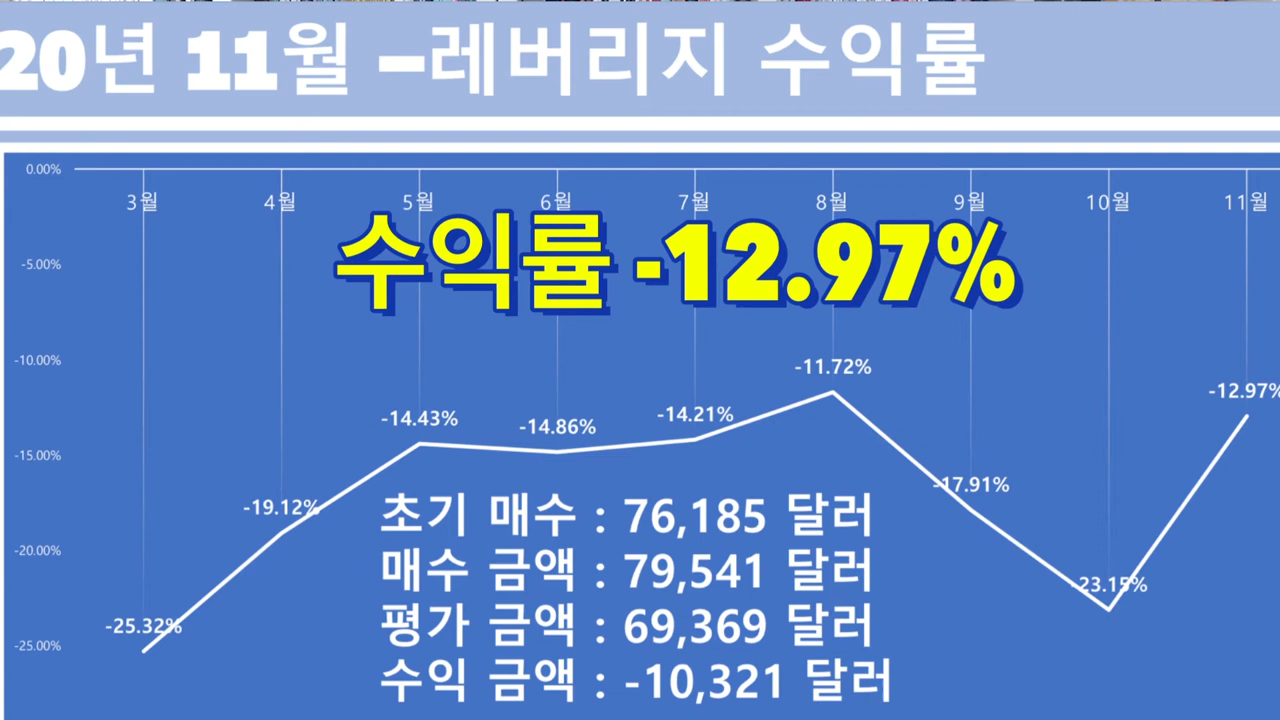 20년 11월 –레버리지 수익률
0.00%
3월 4월 5월 6월 7월 8월 9월 10월 11월
수익률 -12.97%
-5.00%
-10.00%
-11.72%
-12.97%
-14.43%
-14.86%
-14.21%
-15.00%
-17.91%
-19.12%
초기 매수 : 76,185 달러
-20.00%
매수 금액 : 79,541 달러
-23.15%
-25.32%
평가 금액 : 69,369 달러
-25.00%
수익 금액 : -10,321 달러